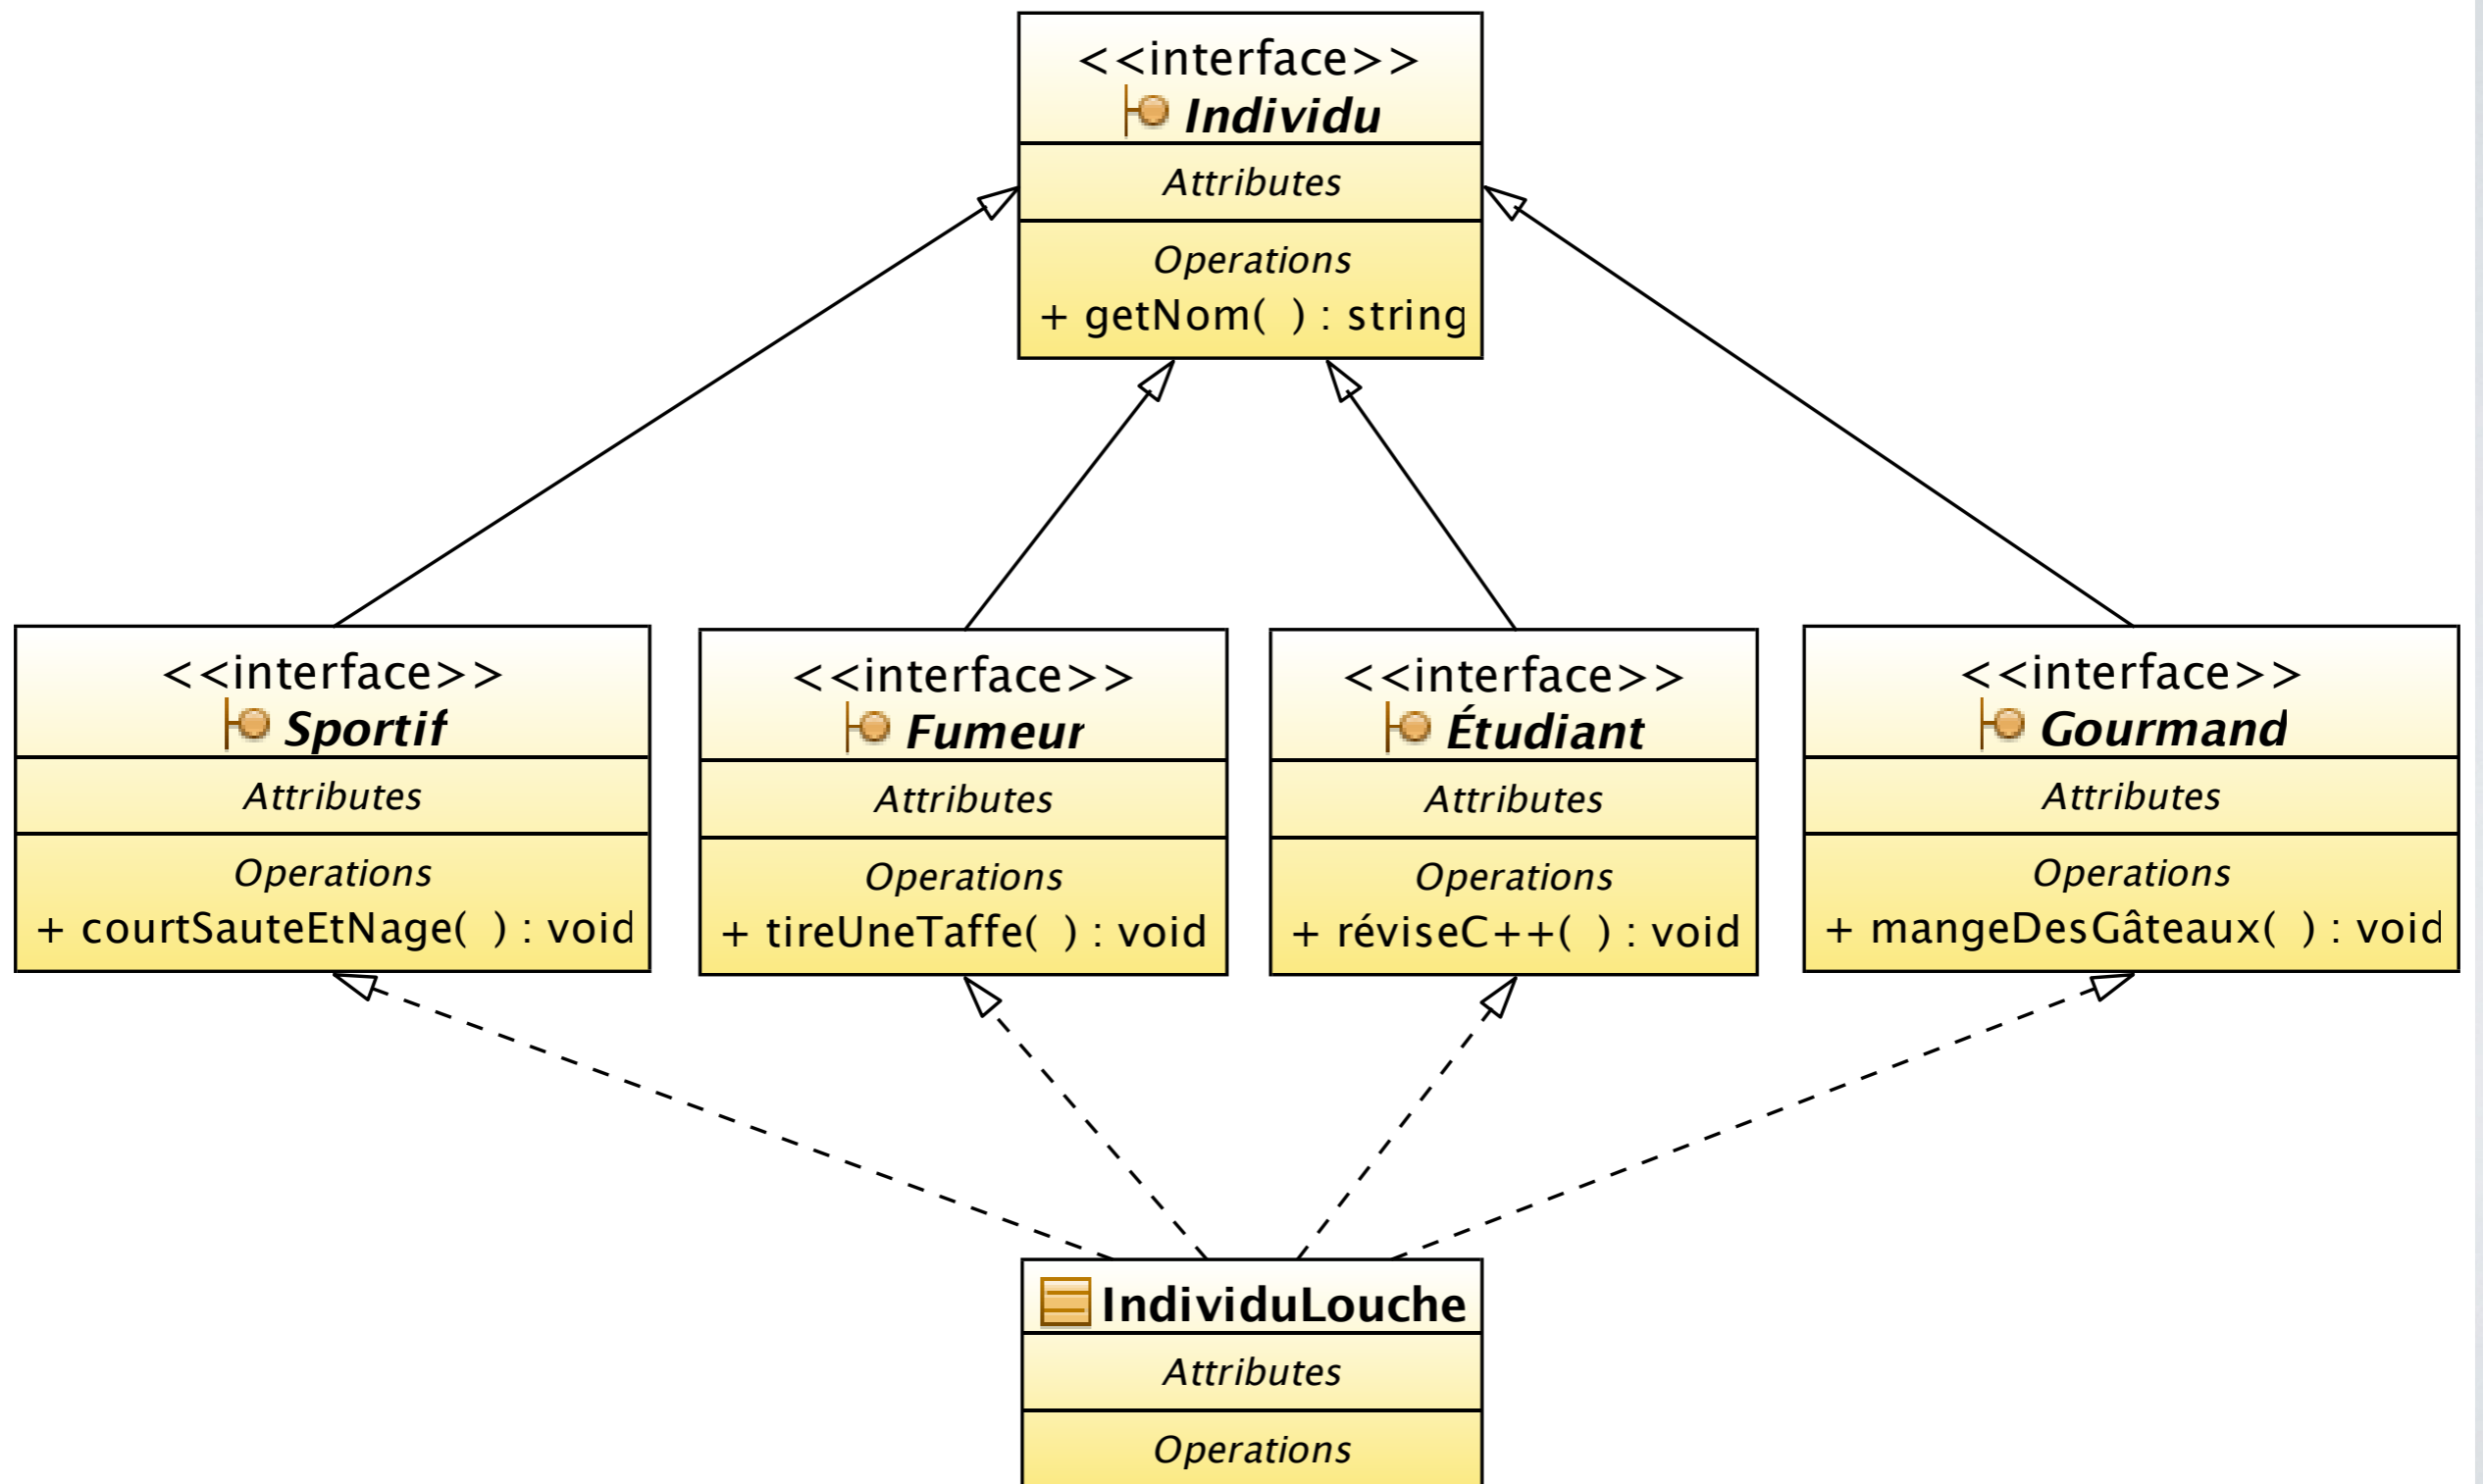 <<interface>>
Individu
Attributes
Operations
+ getNom( ) : string
<<interface>>
Sportif
Attributes
Operations
+ courtSauteEtNage( ) : void
<<interface>>
Fumeur
Attributes
Operations
+ tireUneTaffe( ) : void
<<interface>>
Étudiant
Attributes
Operations
+ réviseC++( ) : void
<<interface>>
Gourmand
Attributes
Operations
+ mangeDesGâteaux( ) : void
IndividuLouche
Attributes
Operations